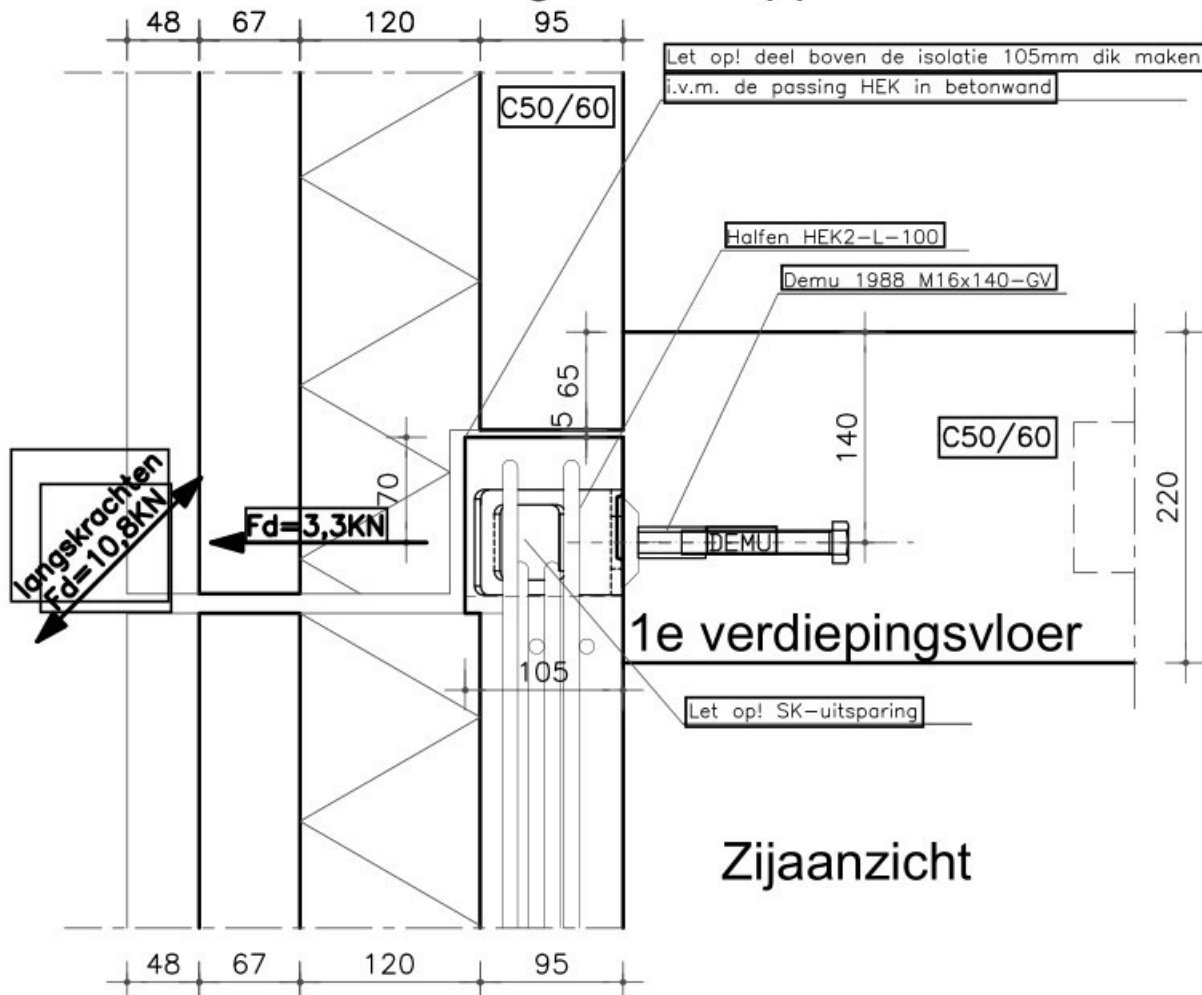 48 67 120 95
Let op! deel boven de isolatie 105mm dik maken
i.v.m. de passing HEK in betonwand
C50/60
Halfen HEK2-L-100
Demu 1988 M16x140-GV
65
5
140
C50/60
220
70
langskrachten
Fd=10,8KN
Fd=3,3KN
DEMU
1e verdiepingsvloer
105
Let op! SK-uitsparing
Zijaanzicht
48 67 120 95